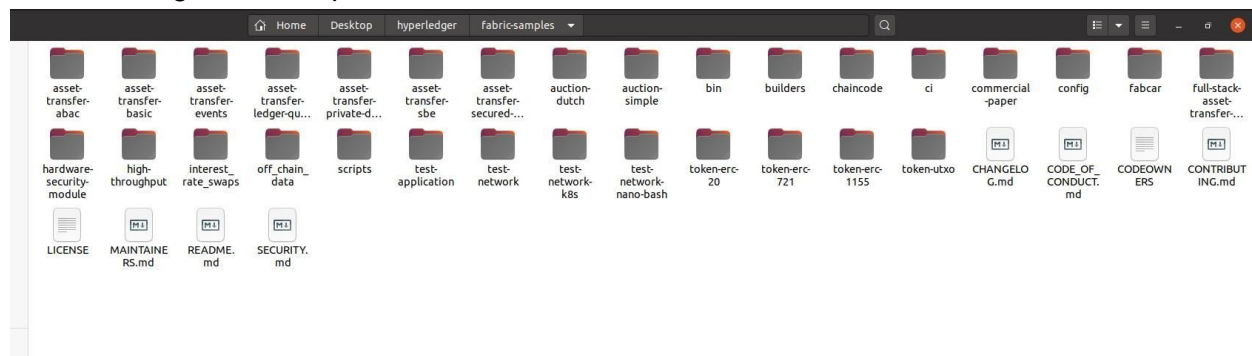 Home Desktop hyperledger fabric-samples
asset-transfer-abac
asset-transfer-basic
asset-transfer-events
asset-transfer-ledger-qu...
asset-transfer-private-d...
asset-transfer-sbe
asset-transfer-secured-...
auction-dutch
auction-simple
bin
builders
chaincode
ci
commercial-paper
config
fabcar
full-stack-asset-transfer-...
hardware-security-module
high-throughput
interest_rate_swaps
off_chain_data
scripts
test-application
test-network
test-network-k8s
test-network-nano-bash
token-erc-20
token-erc-721
token-erc-1155
token-utxo
CHANGELOG.md
CODE_OF_CONDUCT.md
CODEOWNERS
CONTRIBUTING.md
LICENSE
MAINTAINERS.md
README.md
SECURITY.md